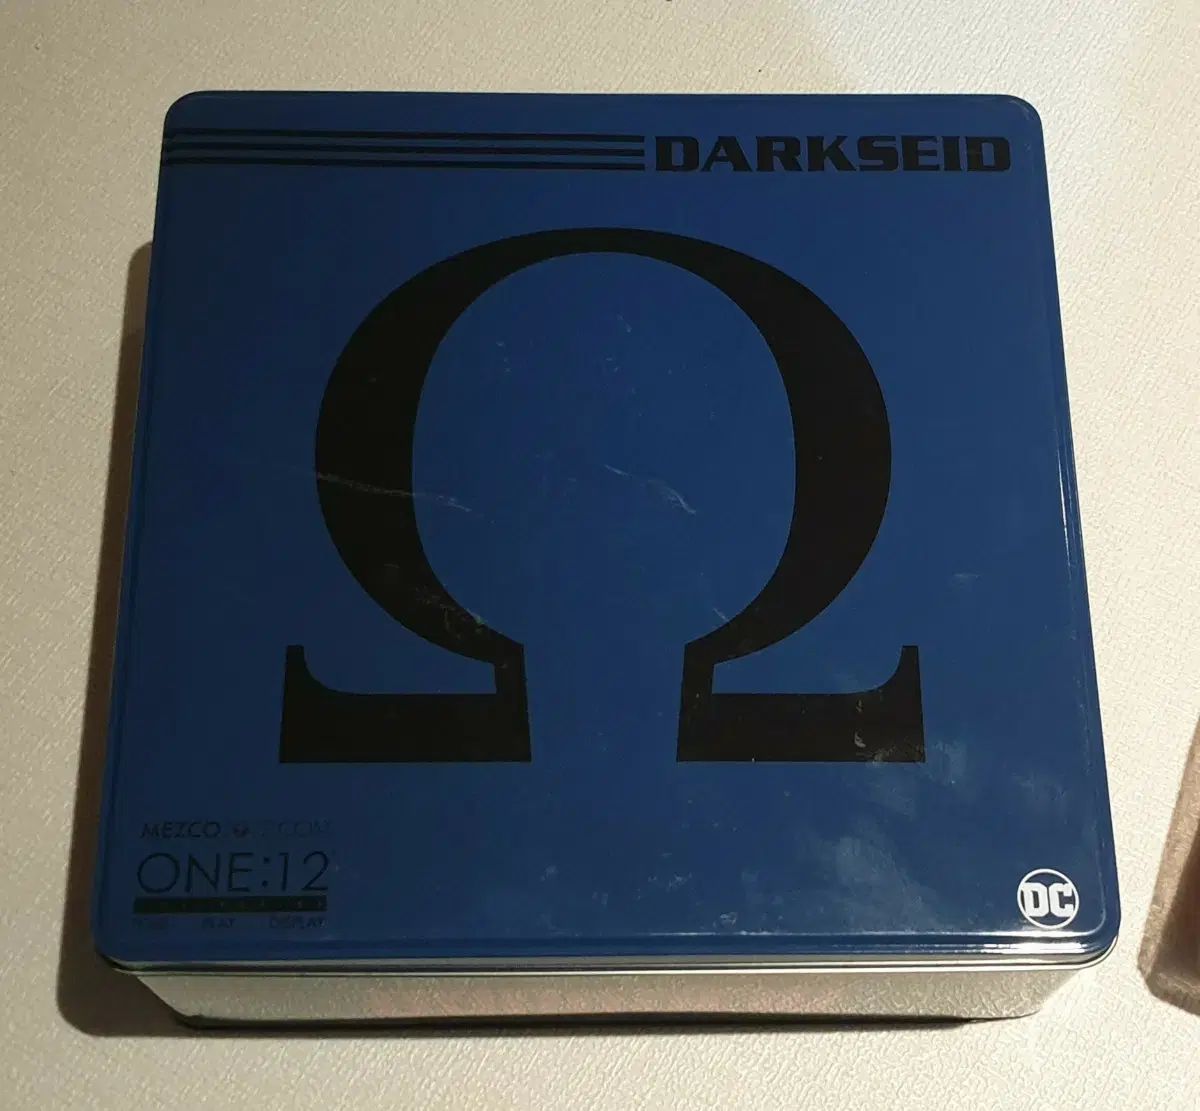 DARKSEID
Ω
MEZCO
ONE:12
PLAY DISPLAY
DC